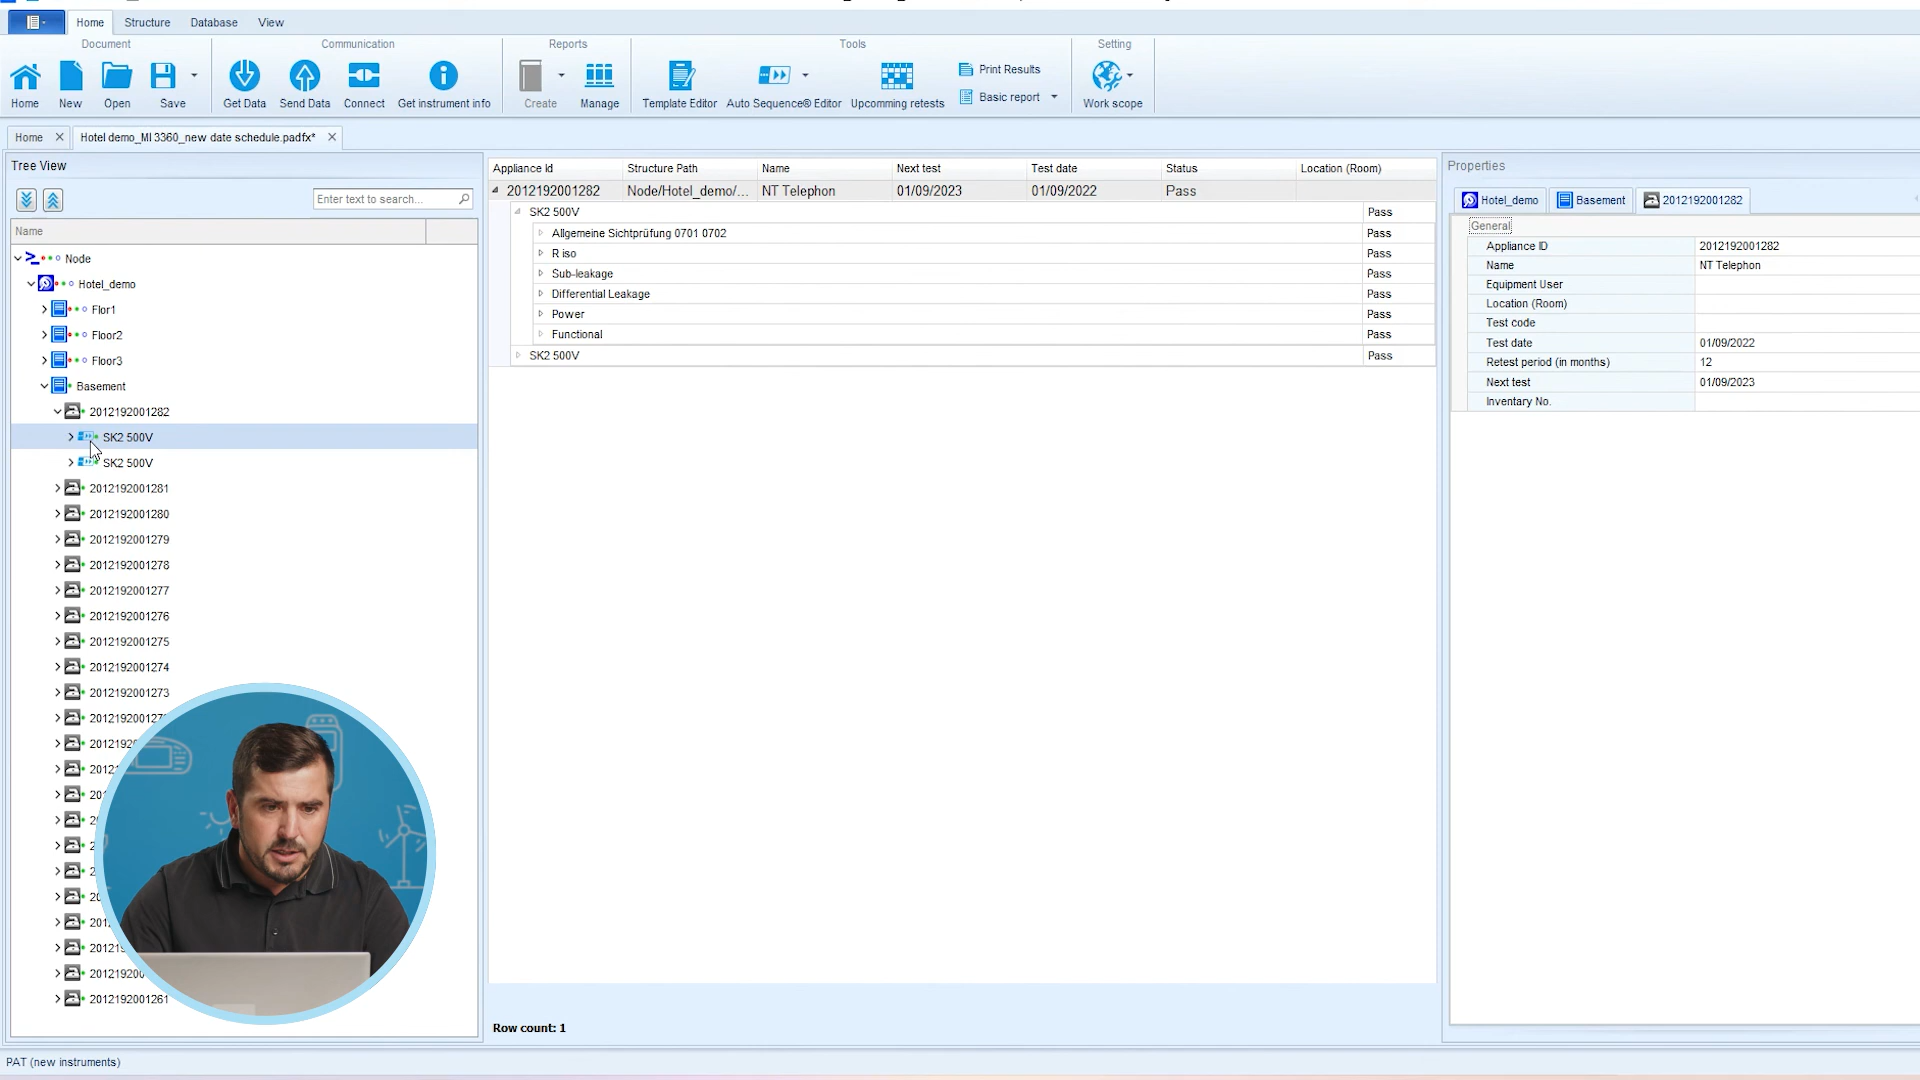 Home Structure Database View
Document Communication Reports Tools Setting
Home New Open Save Get Data Send Data Connect Get instrument info Create Manage Template Editor Auto Sequence® Editor Upcomming retests Print Results Basic report Work scope
Home Hotel demo_MI 3360_new date schedule.padfx*
Tree View
Enter text to search...
Name
Node
Hotel_demo
Flor1
Floor2
Floor3
Basement
2012192001282
SK2 500V
SK2 500V
2012192001281
2012192001280
2012192001279
2012192001278
2012192001277
2012192001276
2012192001275
2012192001274
2012192001273
2012192001261
Appliance Id Structure Path Name Next test Test date Status Location (Room)
2012192001282 Node/Hotel_demo/... NT Telephon 01/09/2023 01/09/2022 Pass
SK2 500V Pass
Allgemeine Sichtprüfung 0701 0702 Pass
R iso Pass
Sub-leakage Pass
Differential Leakage Pass
Power Pass
Functional Pass
SK2 500V Pass
Row count: 1
Properties
Hotel_demo Basement 2012192001282
General
Appliance ID 2012192001282
Name NT Telephon
Equipment User
Location (Room)
Test code
Test date 01/09/2022
Retest period (in months) 12
Next test 01/09/2023
Inventory No.
PAT (new instruments)